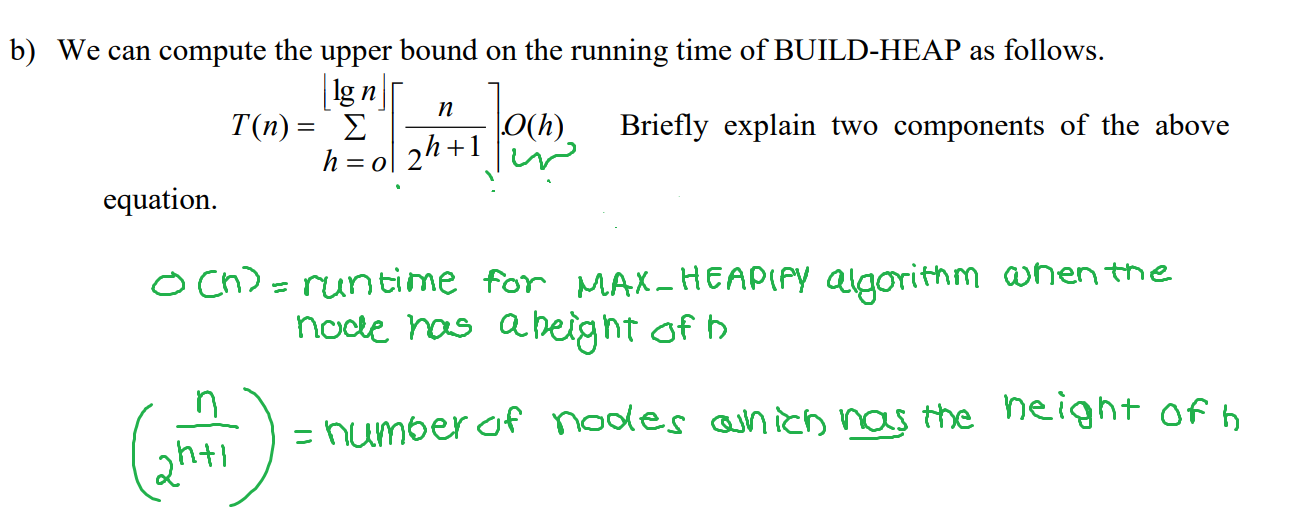 b) We can compute the upper bound on the running time of BUILD-HEAP as follows.
T(n) = Σ_{h = o}^{⌊lg n⌋} ⌈n / 2^{h+1}⌉.O(h) Briefly explain two components of the above
equation.
O(h) = runtime for MAX_HEAPIFY algorithm when the
node has a height of h
(n / 2^{h+1}) = number of nodes which has the height of h